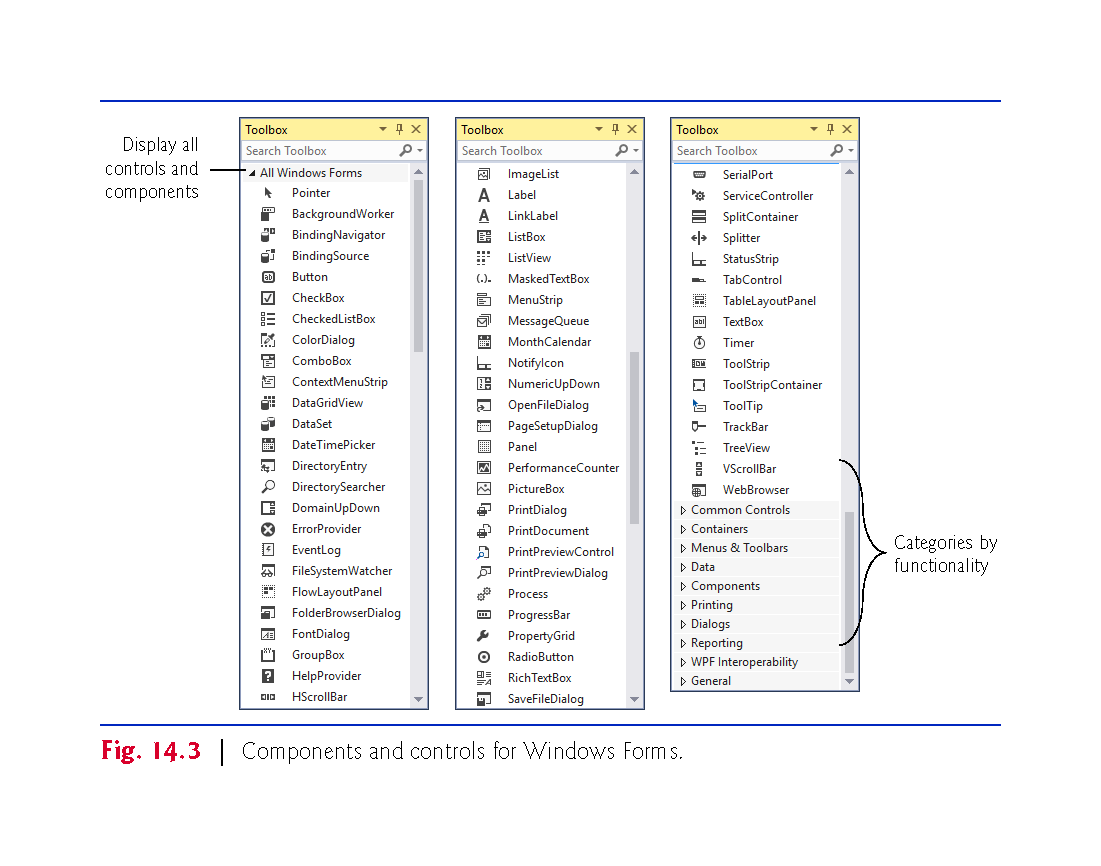 Display all
controls and
components
Toolbox
Search Toolbox
All Windows Forms
Pointer
BackgroundWorker
BindingNavigator
BindingSource
Button
CheckBox
CheckedListBox
ColorDialog
ComboBox
ContextMenuStrip
DataGridView
DataSet
DateTimePicker
DirectoryEntry
DirectorySearcher
DomainUpDown
ErrorProvider
EventLog
FileSystemWatcher
FlowLayoutPanel
FolderBrowserDialog
FontDialog
GroupBox
HelpProvider
HScrollBar
Toolbox
Search Toolbox
ImageList
Label
LinkLabel
ListBox
ListView
MaskedTextBox
MenuStrip
MessageQueue
MonthCalendar
NotifyIcon
NumericUpDown
OpenFileDialog
PageSetupDialog
Panel
PerformanceCounter
PictureBox
PrintDialog
PrintDocument
PrintPreviewControl
PrintPreviewDialog
Process
ProgressBar
PropertyGrid
RadioButton
RichTextBox
SaveFileDialog
Toolbox
Search Toolbox
SerialPort
ServiceController
SplitContainer
Splitter
StatusStrip
TabControl
TableLayoutPanel
TextBox
Timer
ToolStrip
ToolStripContainer
ToolTip
TrackBar
TreeView
VScrollBar
WebBrowser
Common Controls
Containers
Menus & Toolbars
Data
Components
Printing
Dialogs
Reporting
WPF Interoperability
General
Categories by
functionality
Fig. 14.3 | Components and controls for Windows Forms.